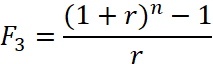 F₃ = ((1 + r)ⁿ − 1) / r